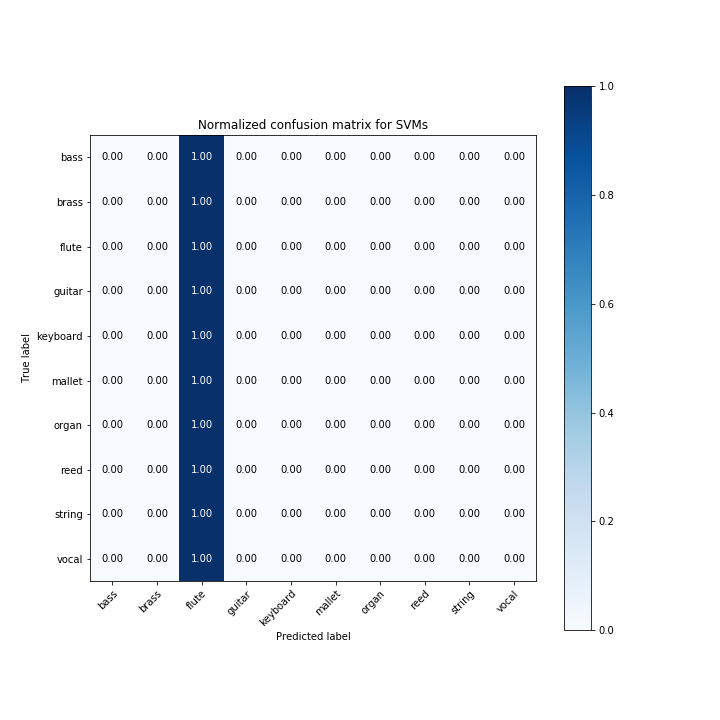 Normalized confusion matrix for SVMs
True label
bass 0.00 0.00 1.00 0.00 0.00 0.00 0.00 0.00 0.00 0.00
brass 0.00 0.00 1.00 0.00 0.00 0.00 0.00 0.00 0.00 0.00
flute 0.00 0.00 1.00 0.00 0.00 0.00 0.00 0.00 0.00 0.00
guitar 0.00 0.00 1.00 0.00 0.00 0.00 0.00 0.00 0.00 0.00
keyboard 0.00 0.00 1.00 0.00 0.00 0.00 0.00 0.00 0.00 0.00
mallet 0.00 0.00 1.00 0.00 0.00 0.00 0.00 0.00 0.00 0.00
organ 0.00 0.00 1.00 0.00 0.00 0.00 0.00 0.00 0.00 0.00
reed 0.00 0.00 1.00 0.00 0.00 0.00 0.00 0.00 0.00 0.00
string 0.00 0.00 1.00 0.00 0.00 0.00 0.00 0.00 0.00 0.00
vocal 0.00 0.00 1.00 0.00 0.00 0.00 0.00 0.00 0.00 0.00
bass brass flute guitar keyboard mallet organ reed string vocal
Predicted label
1.0
0.8
0.6
0.4
0.2
0.0